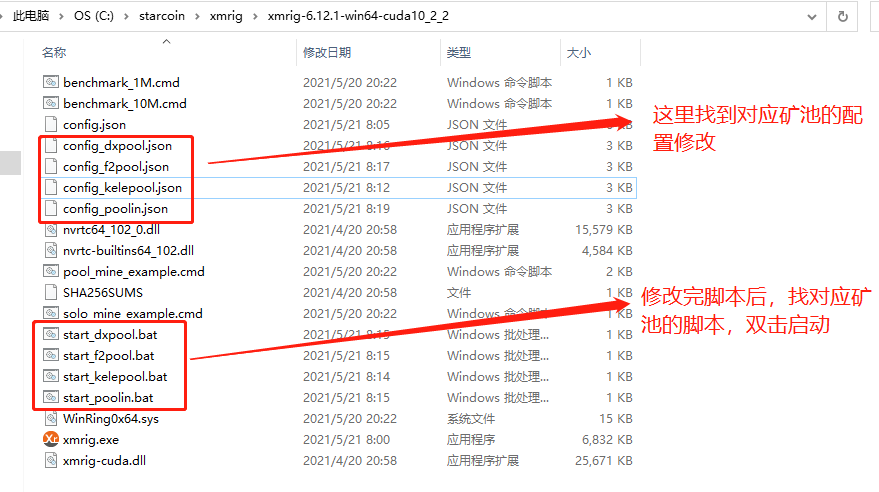 此电脑 > OS (C:) > starcoin > xmrig > xmrig-6.12.1-win64-cuda10_2_2
名称 修改日期 类型 大小
benchmark_1M.cmd 2021/5/20 20:22 Windows 命令脚本 1 KB
benchmark_10M.cmd 2021/5/20 20:22 Windows 命令脚本 1 KB
config.json 2021/5/21 8:05 JSON 文件 KB
config_dxpool.json 2021/5/21 8:16 JSON 文件 3 KB
config_f2pool.json 2021/5/21 8:17 JSON 文件 3 KB
config_kelepool.json 2021/5/21 8:12 JSON 文件 3 KB
config_poolin.json 2021/5/21 8:19 JSON 文件 3 KB
nvrtc64_102_0.dll 2021/4/20 20:58 应用程序扩展 15,579 KB
nvrtc-builtins64_102.dll 2021/4/20 20:58 应用程序扩展 4,584 KB
pool_mine_example.cmd 2021/5/20 20:22 Windows 命令脚本 2 KB
SHA256SUMS 2021/4/20 20:58 文件 1 KB
solo_mine_example.cmd 2021/5/20 20:22 Windows 命令脚本 1 KB
start_dxpool.bat 2021/5/21 8:15 Windows 批处理... 1 KB
start_f2pool.bat 2021/5/21 8:15 Windows 批处理... 1 KB
start_kelepool.bat 2021/5/21 8:14 Windows 批处理... 1 KB
start_poolin.bat 2021/5/21 8:15 Windows 批处理... 1 KB
WinRing0x64.sys 2021/5/20 20:22 系统文件 15 KB
xmrig.exe 2021/5/21 8:00 应用程序 6,832 KB
xmrig-cuda.dll 2021/4/20 20:58 应用程序扩展 25,671 KB
这里找到对应矿池的配
置修改
修改完脚本后，找对应矿
池的脚本，双击启动